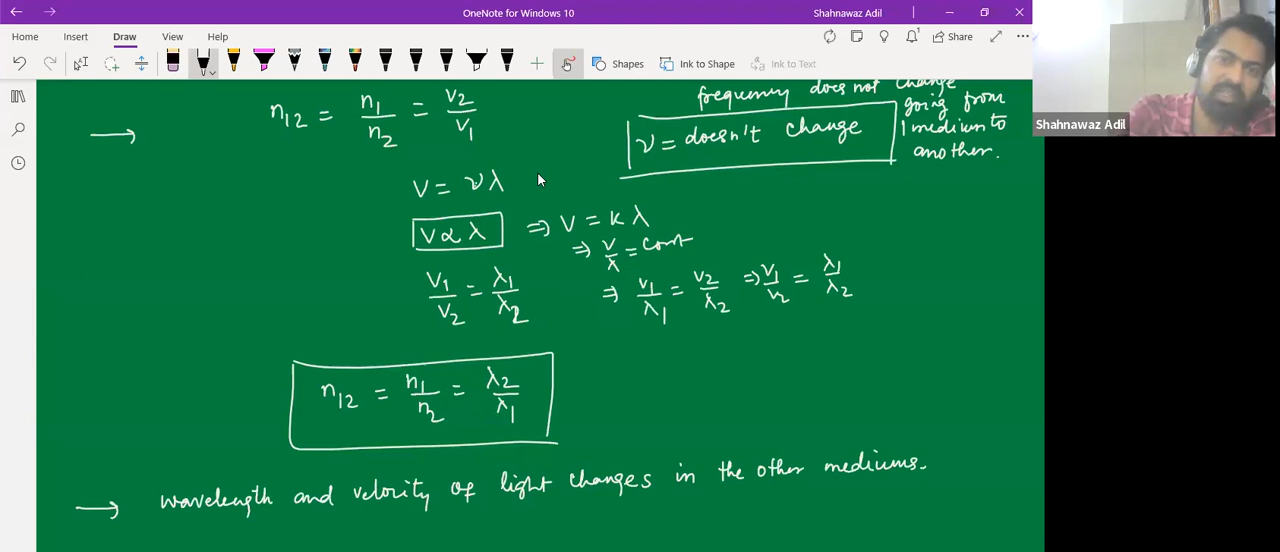 OneNote for Windows 10
Shahnawaz Adil
Home Insert Draw View Help
Share
Shapes Ink to Shape Ink to Text
Shahnawaz Adil
frequency does not change
going from
1 medium to
another.
ν = doesn't change
n12 = n1/n2 = v2/v1
V = νλ
V ∝ λ ⇒ V = K λ
⇒ V/λ = const
V1/V2 = λ1/λ2 ⇒ V1/λ1 = V2/λ2 ⇒ V1/V2 = λ1/λ2
n12 = n1/n2 = λ2/λ1
→ wavelength and velority of light changes in the other mediums.